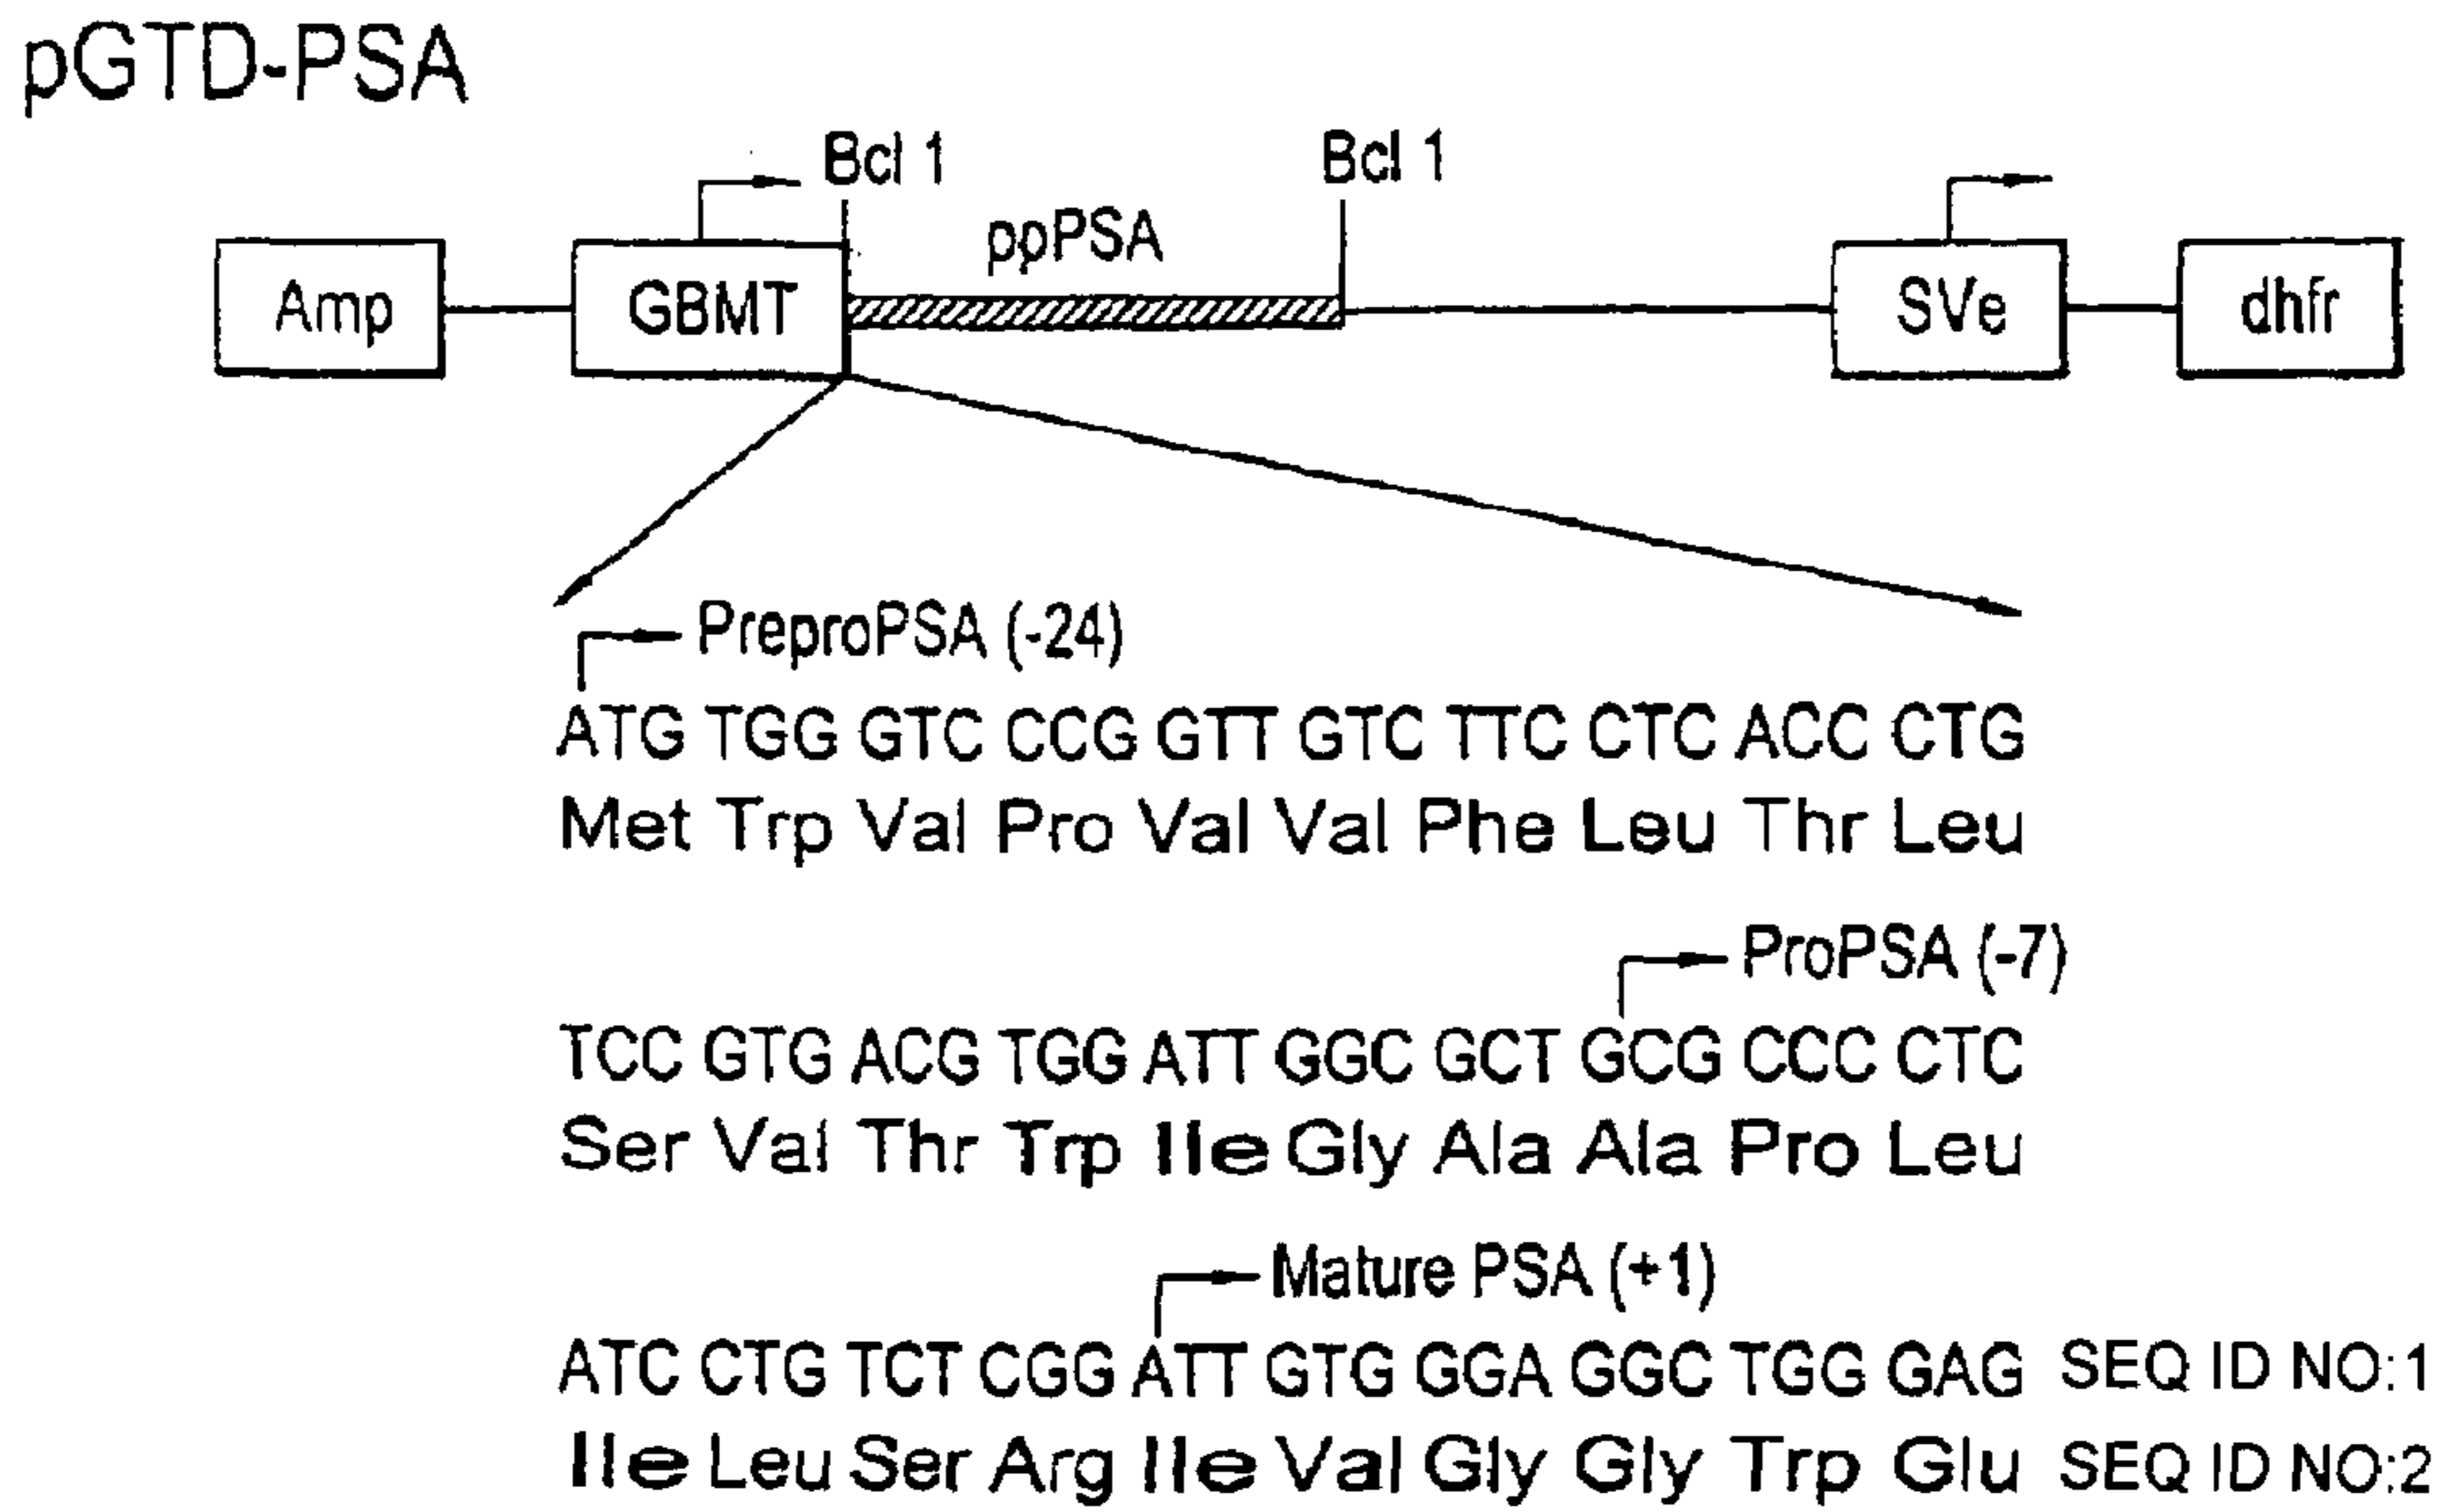 pGTD-PSA
Bcl 1 Bcl 1
ppPSA
Amp GBMT SVe dhfr
PreproPSA (-24)
ATG TGG GTC CCG GTT GTC TTC CTC ACC CTG
Met Trp Val Pro Val Val Phe Leu Thr Leu
ProPSA (-7)
TCC GTG ACG TGG ATT GGC GCT GCG CCC CTC
Ser Val Thr Trp Ile Gly Ala Ala Pro Leu
Mature PSA (+1)
ATC CTG TCT CGG ATT GTG GGA GGC TGG GAG SEQ ID NO:1
Ile Leu Ser Arg Ile Val Gly Gly Trp Glu SEQ ID NO:2